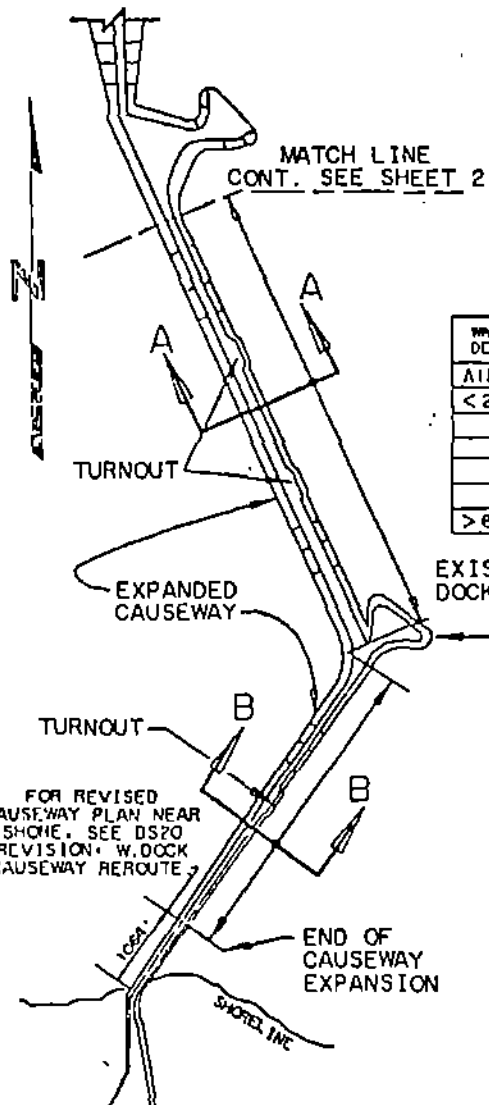 MATCH LINE
CONT. SEE SHEET 2
N
A
A
TURNOUT
EXPANDED
CAUSEWAY
DOCK
TURNOUT
B
B
FOR REVISED
CAUSEWAY PLAN NEAR
SHORE. SEE DS20
REVISION: W.DOCK
CAUSEWAY REROUTE
END OF
CAUSEWAY
EXPANSION
SHORELINE